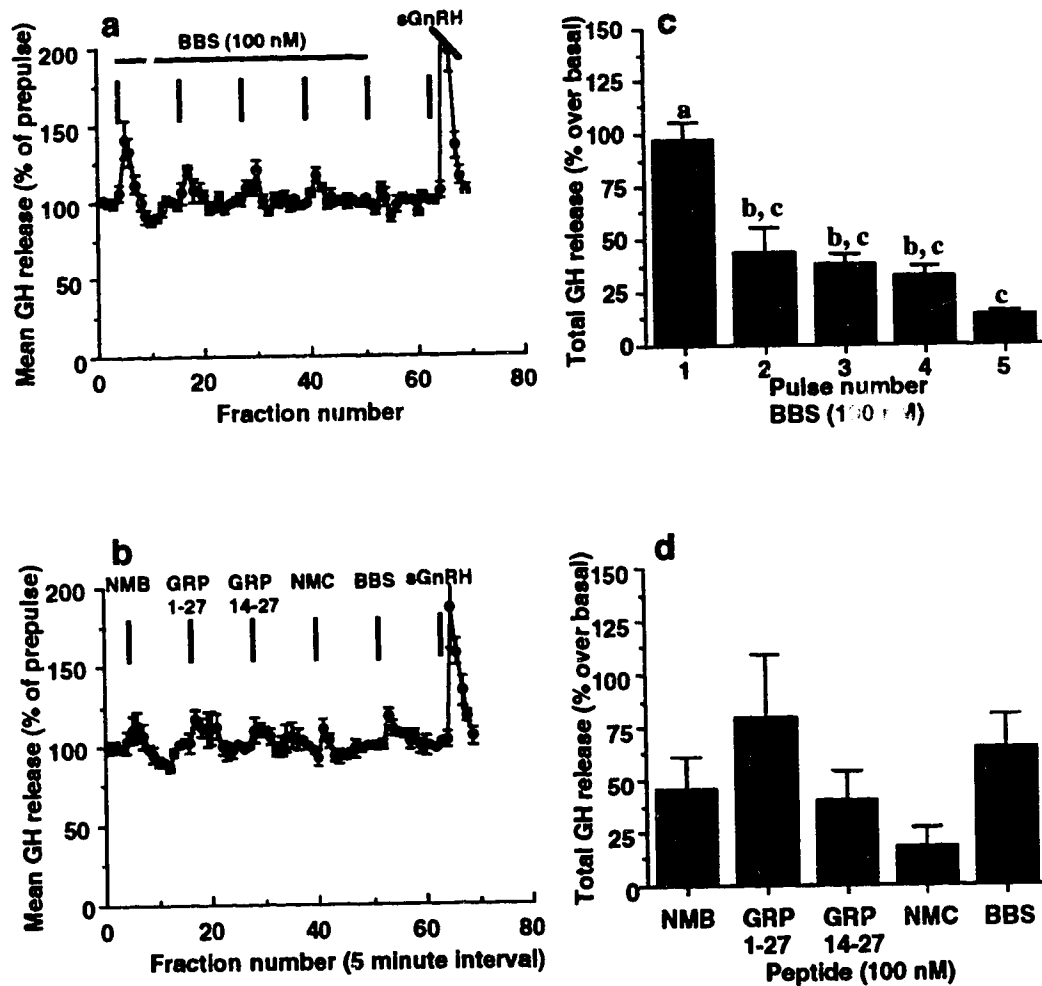 a
sGnRH
BBS (100 nM)
Mean GH release (% of prepulse)
200
150
100
50
0
0 20 40 60 80
Fraction number
c
Total GH release (% over basal)
150
125
100
75
50
25
0
a
b, c
b, c
b, c
c
1 2 3 4 5
Pulse number
BBS
b
NMB GRP GRP NMC BBS sGnRH
1-27 14-27
Mean GH release (% of prepulse)
200
150
100
50
0
0 20 40 60 80
Fraction number (5 minute interval)
d
Total GH release (% over basal)
150
125
100
75
50
25
0
NMB GRP GRP NMC BBS
1-27 14-27
Peptide (100 nM)